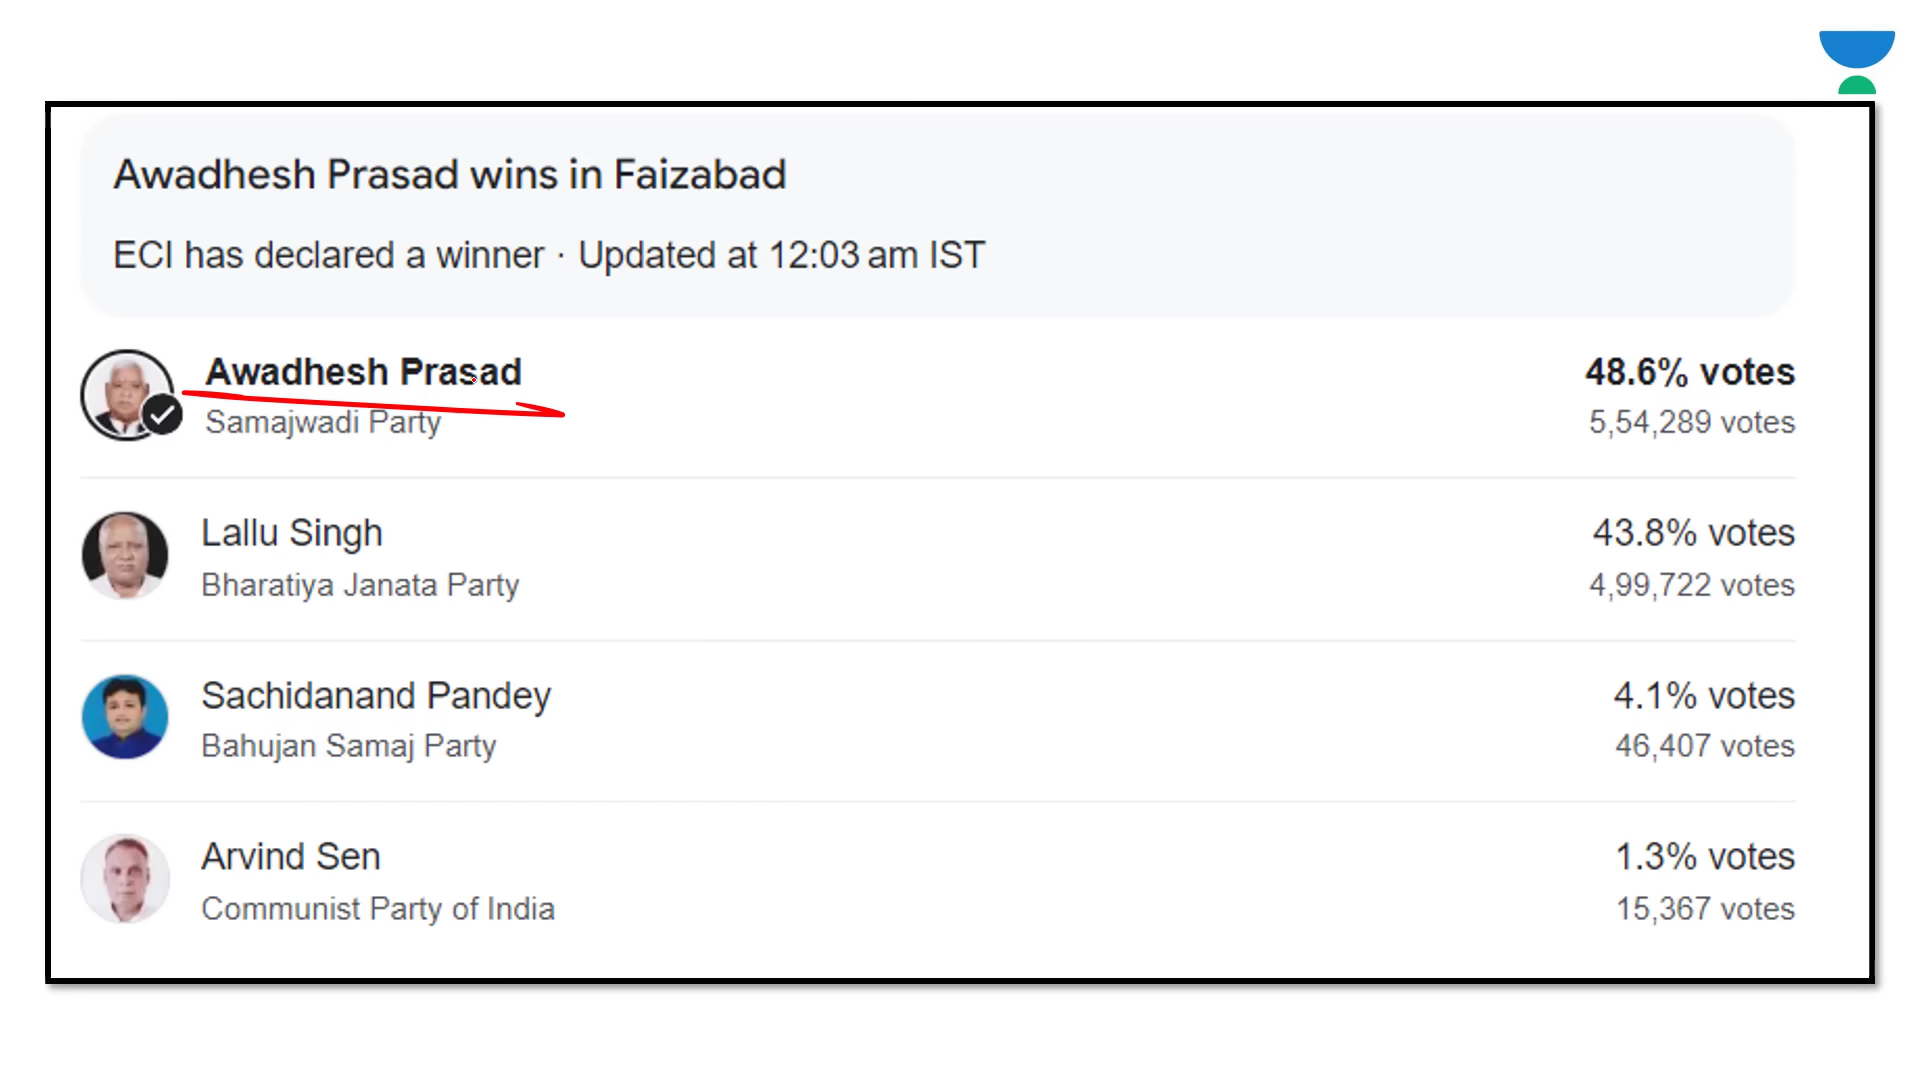 Awadhesh Prasad wins in Faizabad
ECI has declared a winner · Updated at 12:03 am IST
Awadhesh Prasad
48.6% votes
Samajwadi Party
5,54,289 votes
Lallu Singh
43.8% votes
Bharatiya Janata Party
4,99,722 votes
Sachidanand Pandey
4.1% votes
Bahujan Samaj Party
46,407 votes
Arvind Sen
1.3% votes
Communist Party of India
15,367 votes